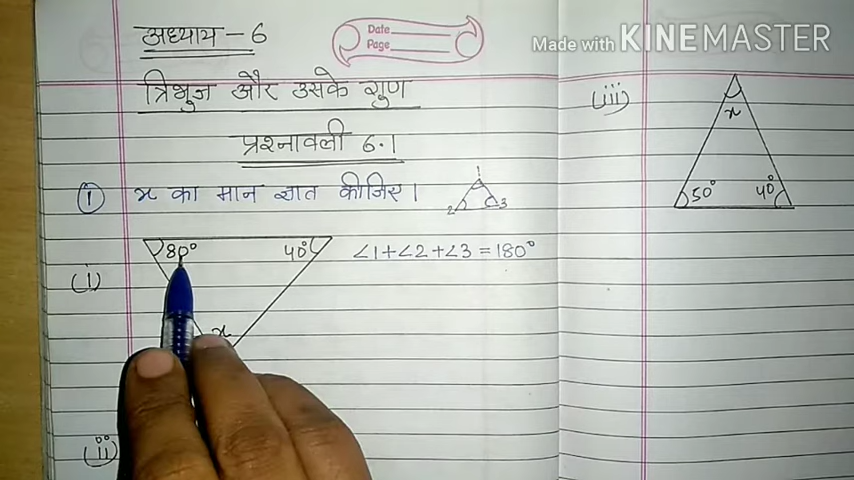 अध्याय - 6
Date
Page
Made with KINEMASTER
त्रिभुज और उसके गुण
प्रश्नावली 6.1
① x का मान ज्ञात कीजिए।
1
2 3
(i) 80° 40° x
∠1+∠2+∠3 = 180°
(ii)
(iii) x
50° 40°